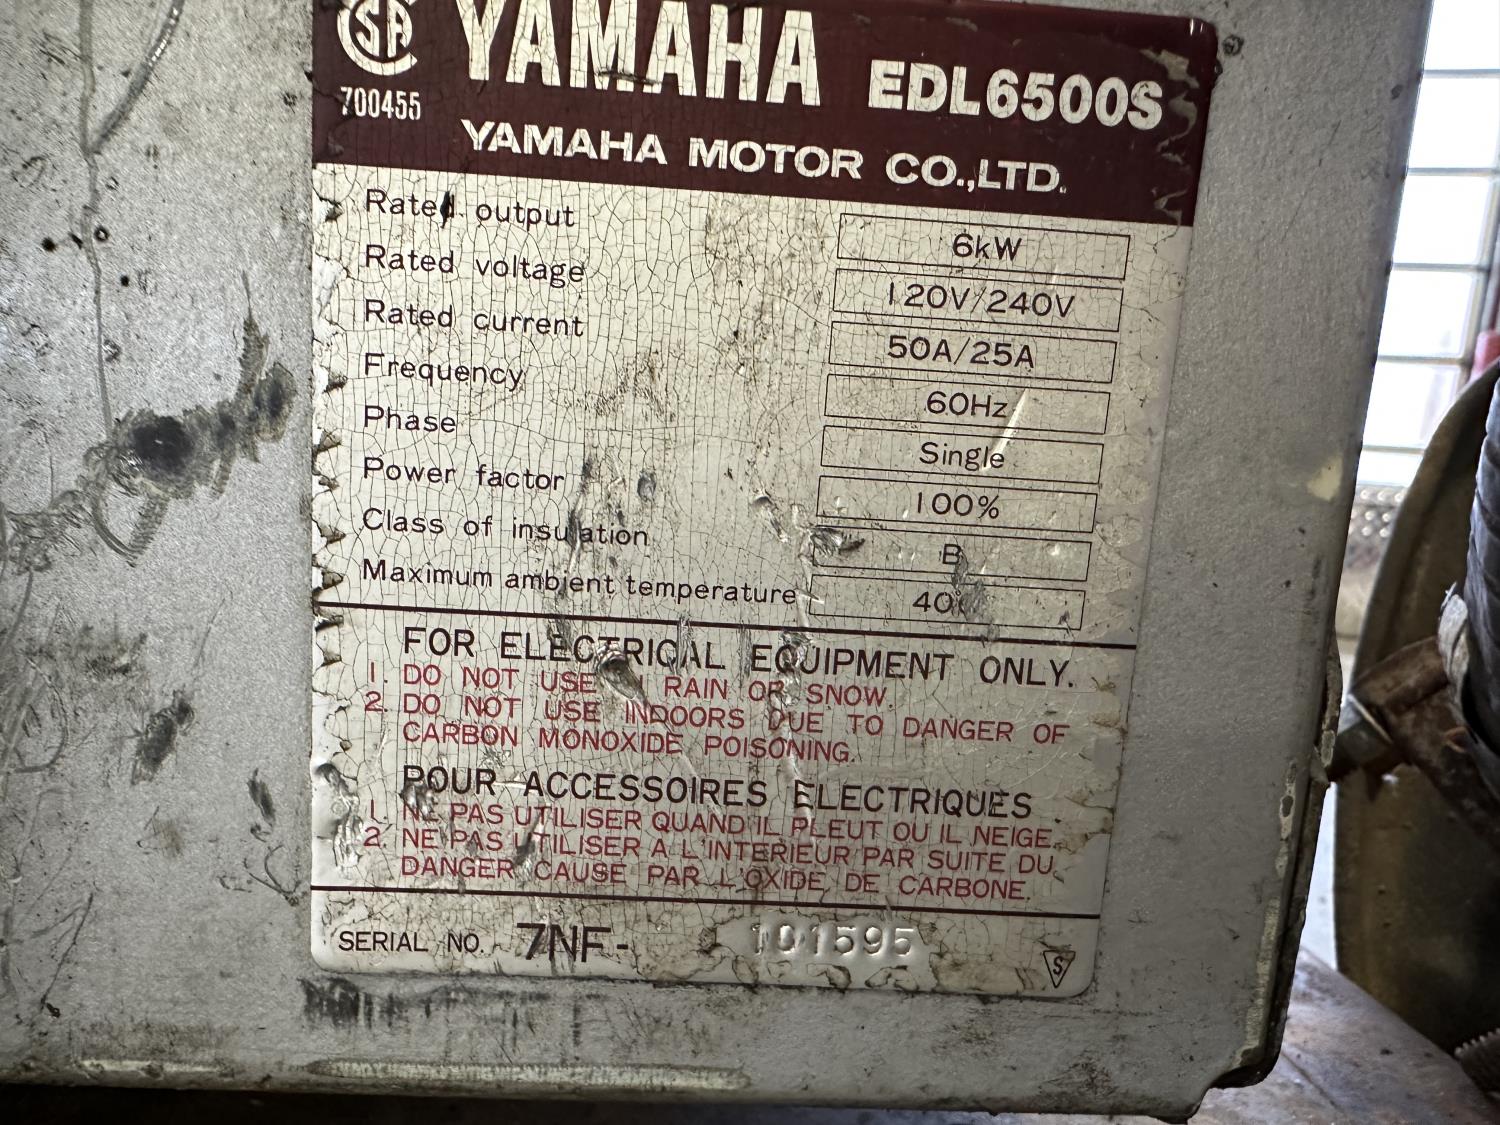 SA
YAMAHA EDL6500S
700455
YAMAHA MOTOR CO.,LTD.
Rated output 6kW
Rated voltage 120V/240V
Rated current 50A/25A
Frequency 60Hz
Phase Single
Power factor 100%
Class of insulation B
Maximum ambient temperature 40
FOR ELECTRICAL EQUIPMENT ONLY.
1. DO NOT USE RAIN OR SNOW.
2. DO NOT USE INDOORS DUE TO DANGER OF
CARBON MONOXIDE POISONING.
POUR ACCESSOIRES ELECTRIQUES
1. NE PAS UTILISER QUAND IL PLEUT OU IL NEIGE.
2. NE PAS UTILISER A L'INTERIEUR PAR SUITE DU
DANGER CAUSE PAR L'OXIDE DE CARBONE.
SERIAL NO. 7NF- 101595
S